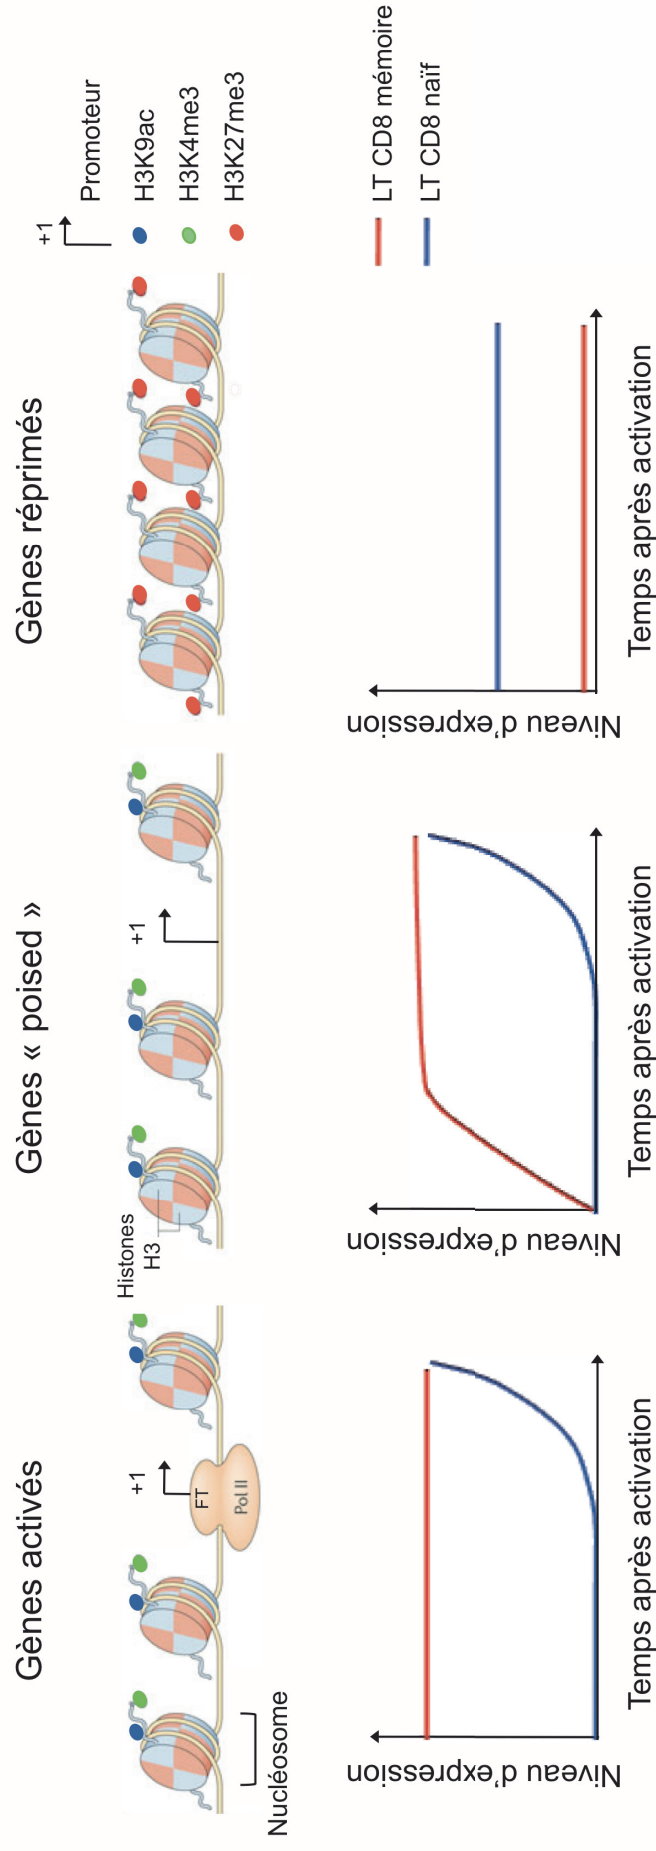 Gènes activés
Gènes « poised »
Gènes réprimés
+1
Promoteur
H3K9ac
H3K4me3
H3K27me3
Histones
H3
+1
+1
FT
Pol II
Nucléosome
LT CD8 mémoire
LT CD8 naïf
Niveau d'expression
Temps après activation
Niveau d'expression
Temps après activation
Niveau d'expression
Temps après activation